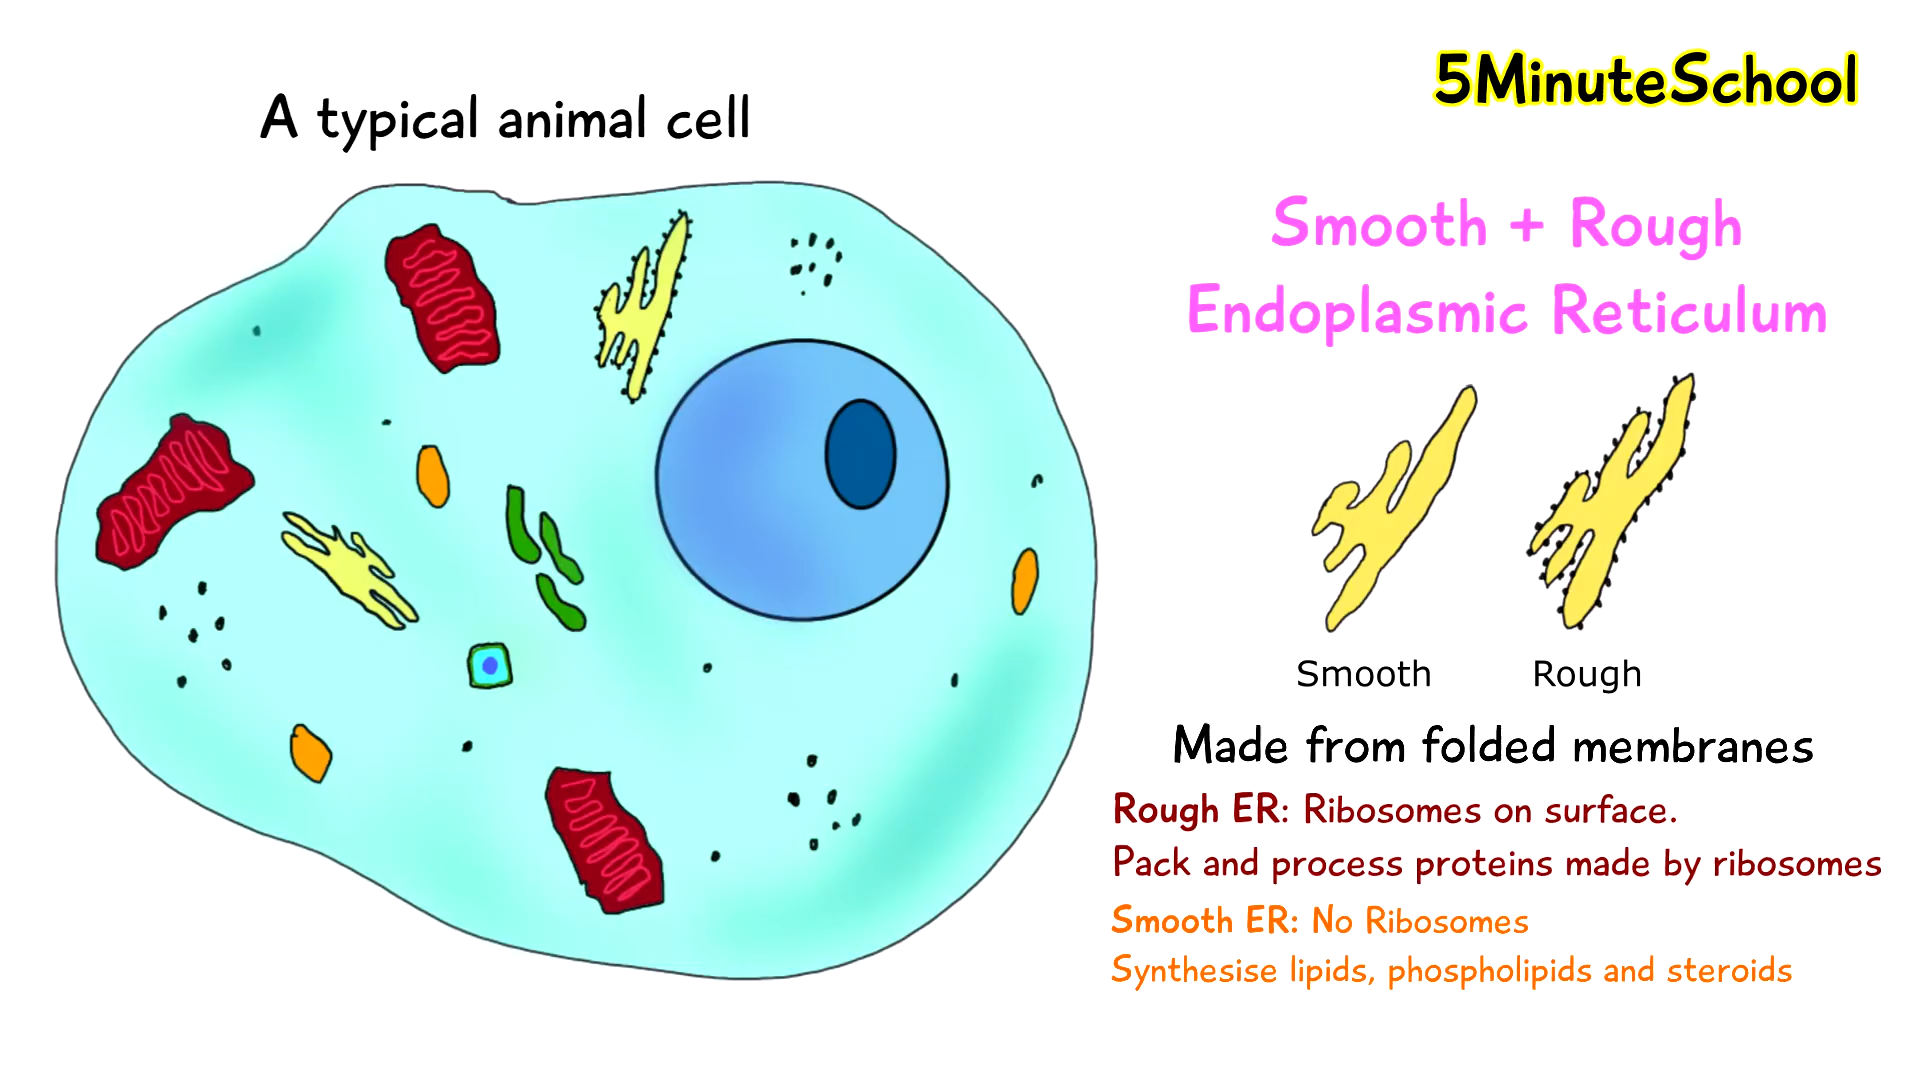 5MinuteSchool
A typical animal cell
Smooth + Rough
Endoplasmic Reticulum
Smooth
Rough
Made from folded membranes
Rough ER: Ribosomes on surface.
Pack and process proteins made by ribosomes
Smooth ER: No Ribosomes
Synthesise lipids, phospholipids and steroids